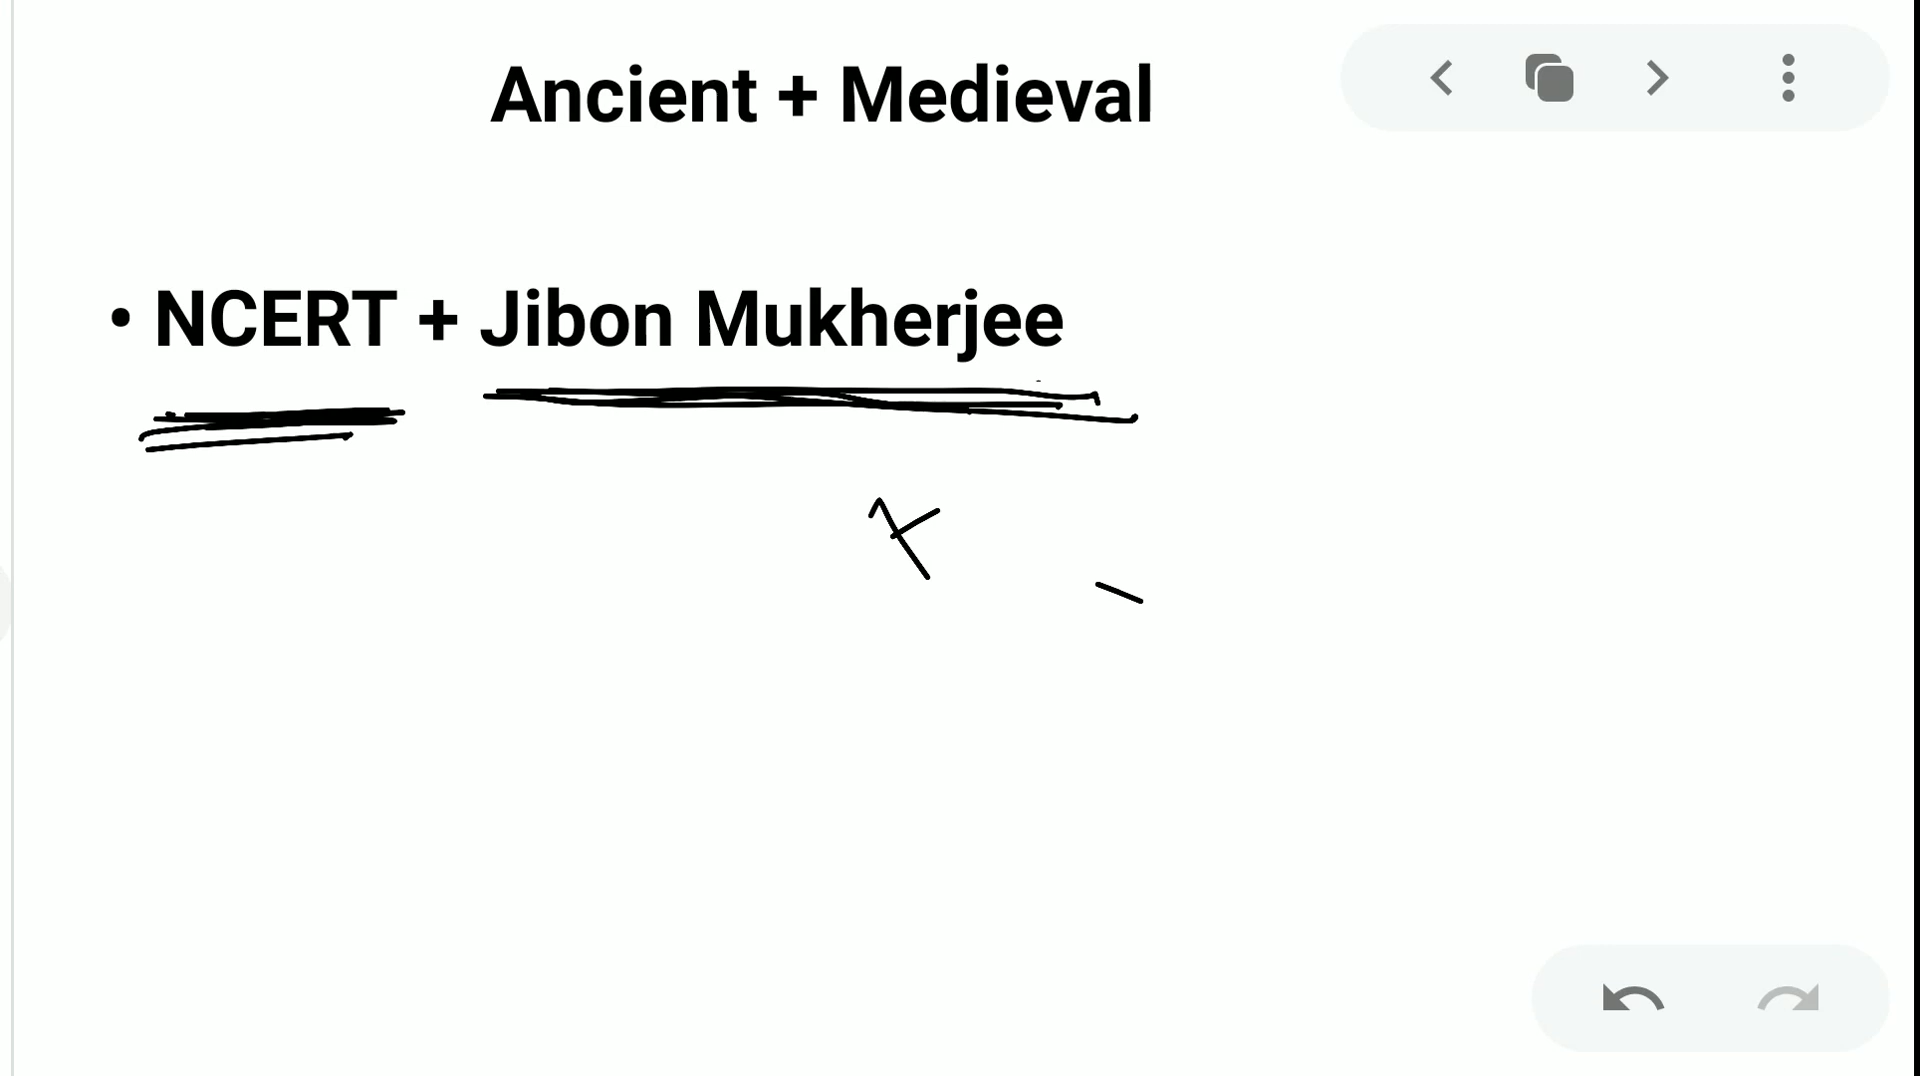 Ancient + Medieval
• NCERT + Jibon Mukherjee